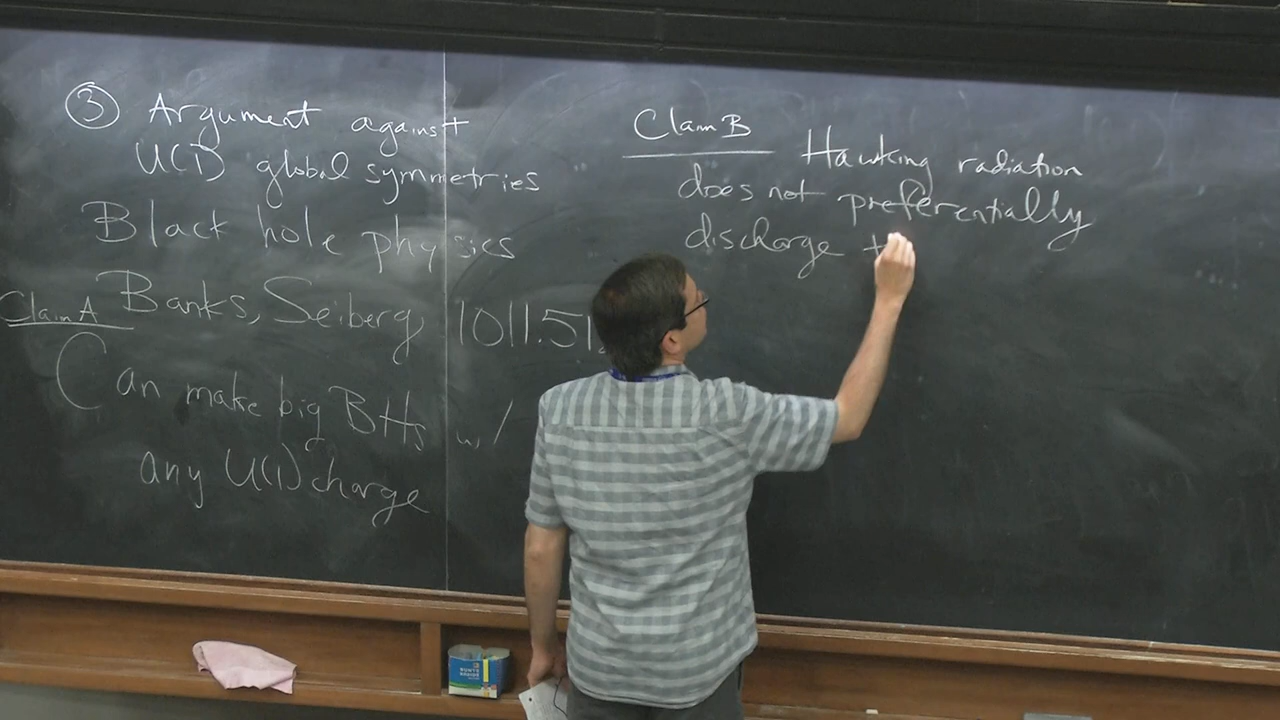 ③ Argument against
U(1) global symmetries
Black hole physics
Claim A Banks, Seiberg, 1011.51
Can make big BHs w/
any U(1) charge
Claim B Hawking radiation
does not preferentially
discharge